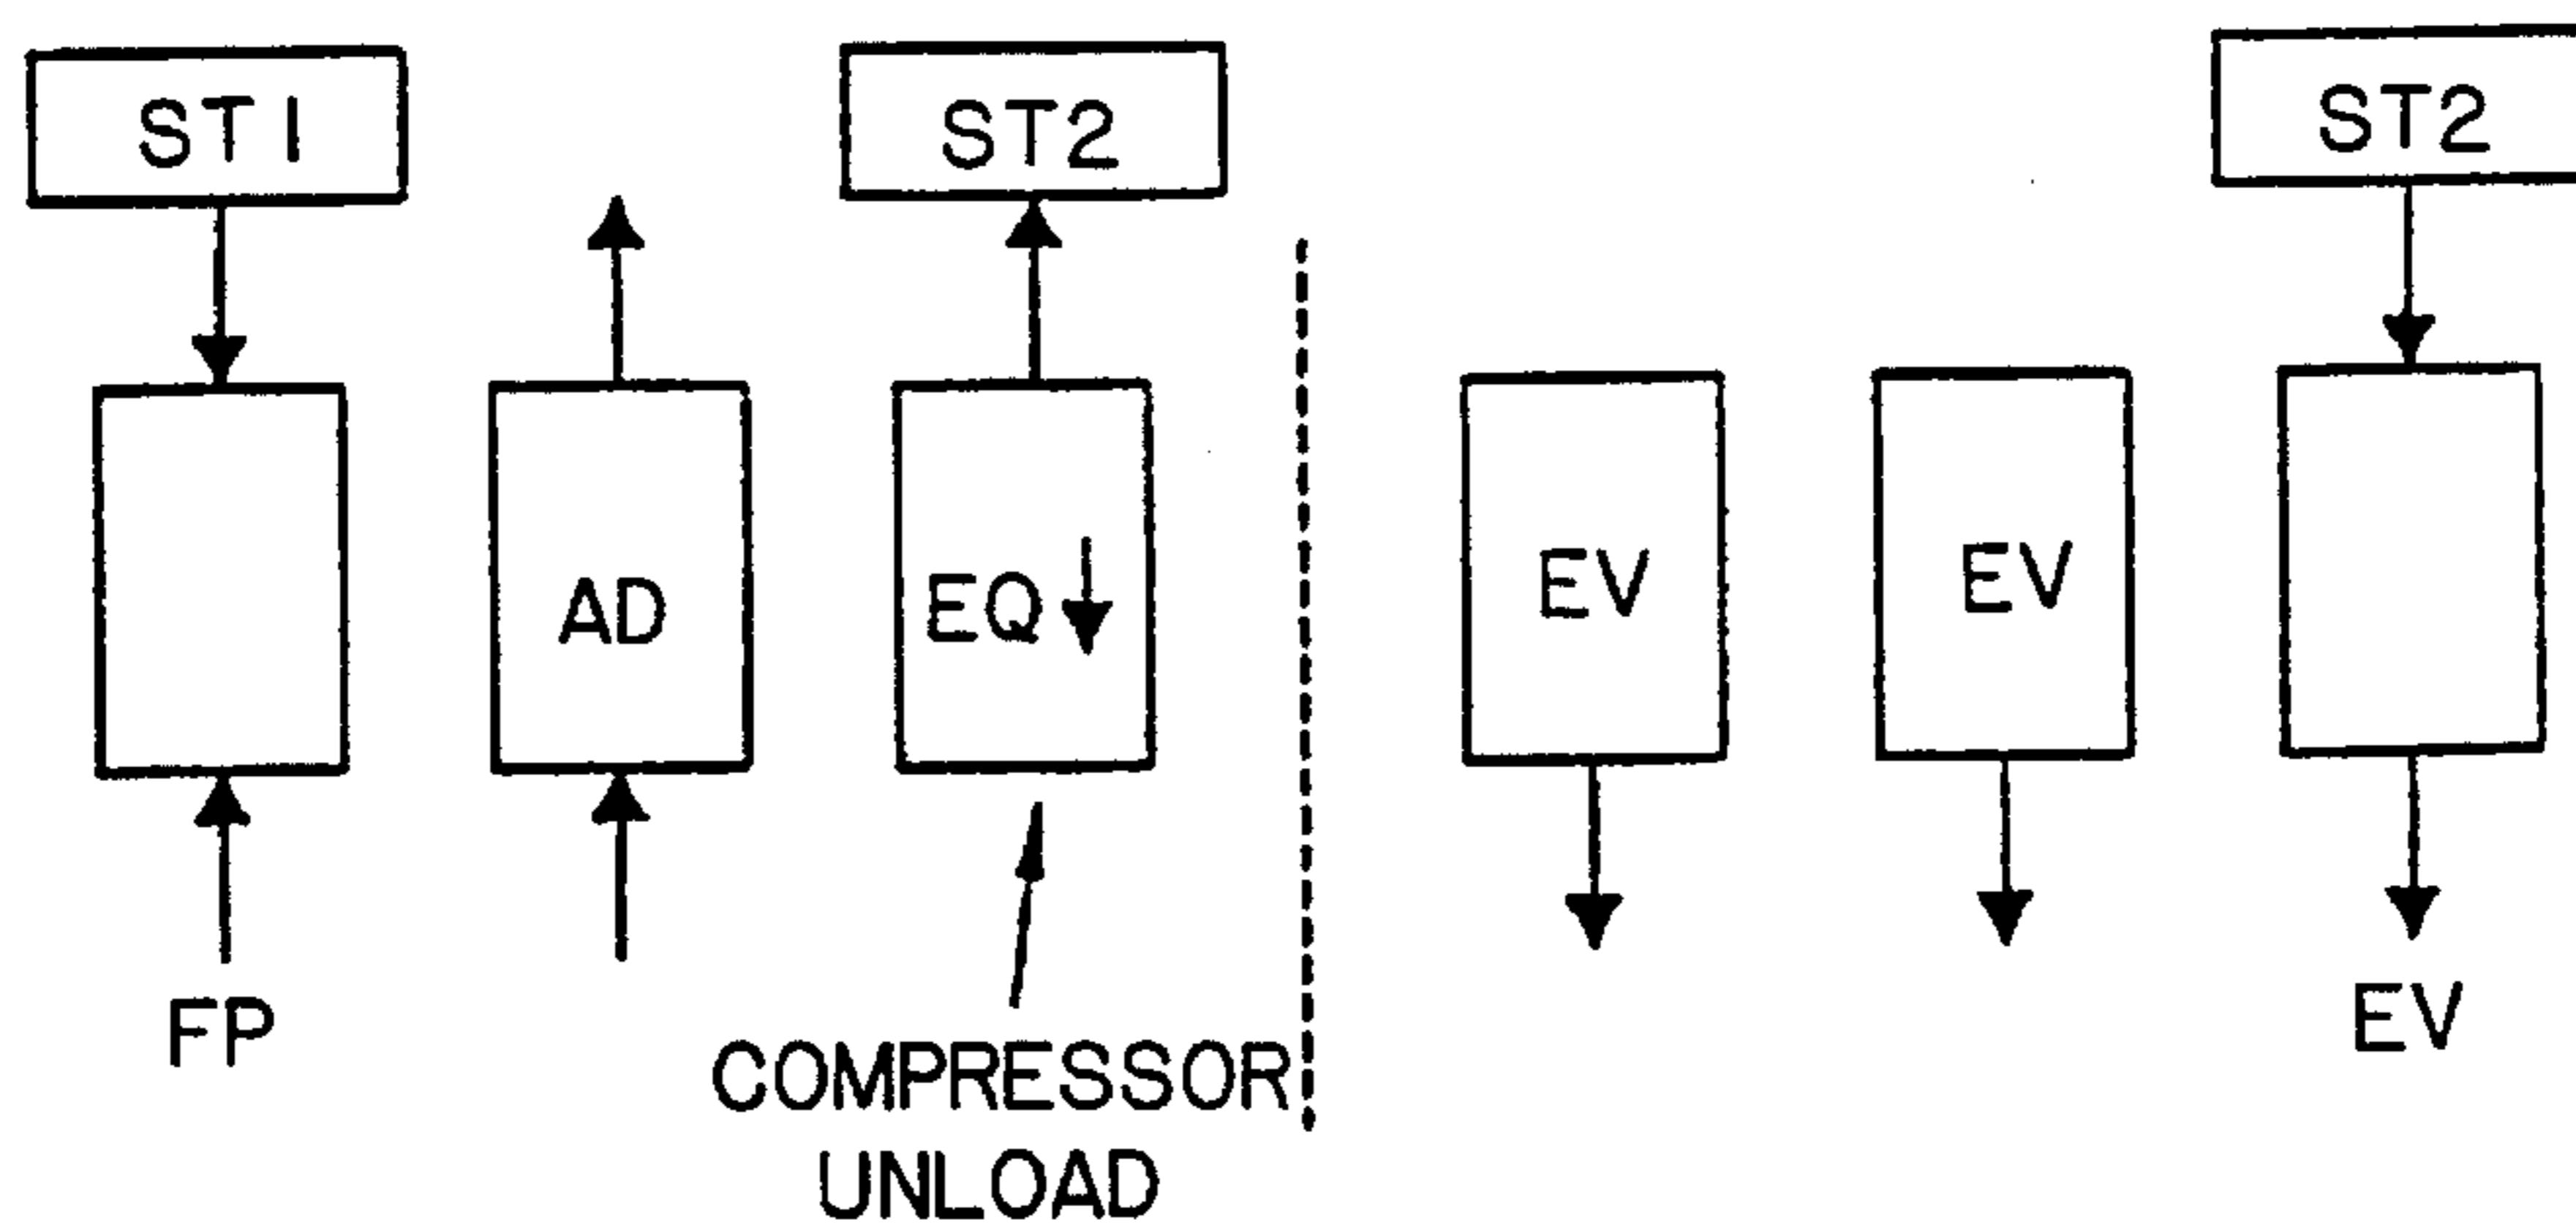 ST1
ST2
ST2
AD
EQ
EV
EV
FP
EV
COMPRESSOR
UNLOAD